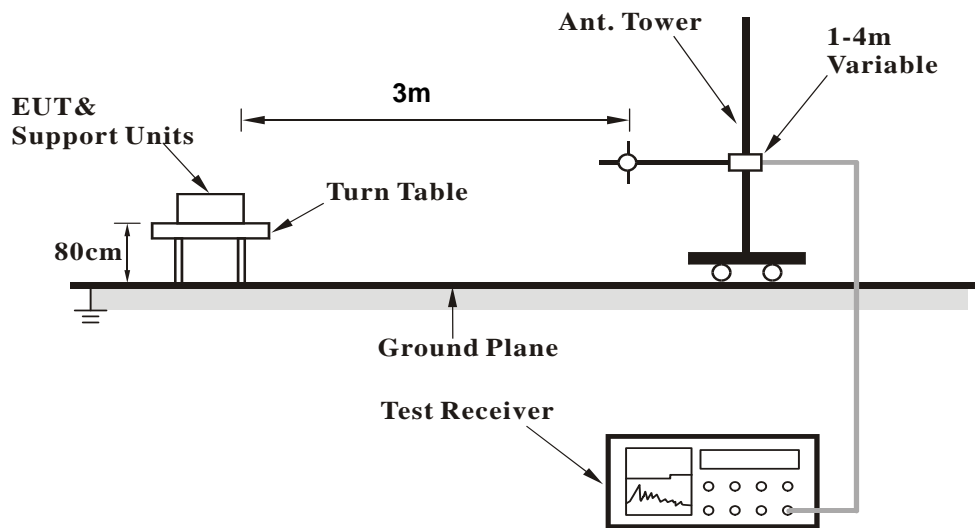 Ant. Tower
1-4m
Variable
3m
EUT&
Support Units
Turn Table
80cm
Ground Plane
Test Receiver